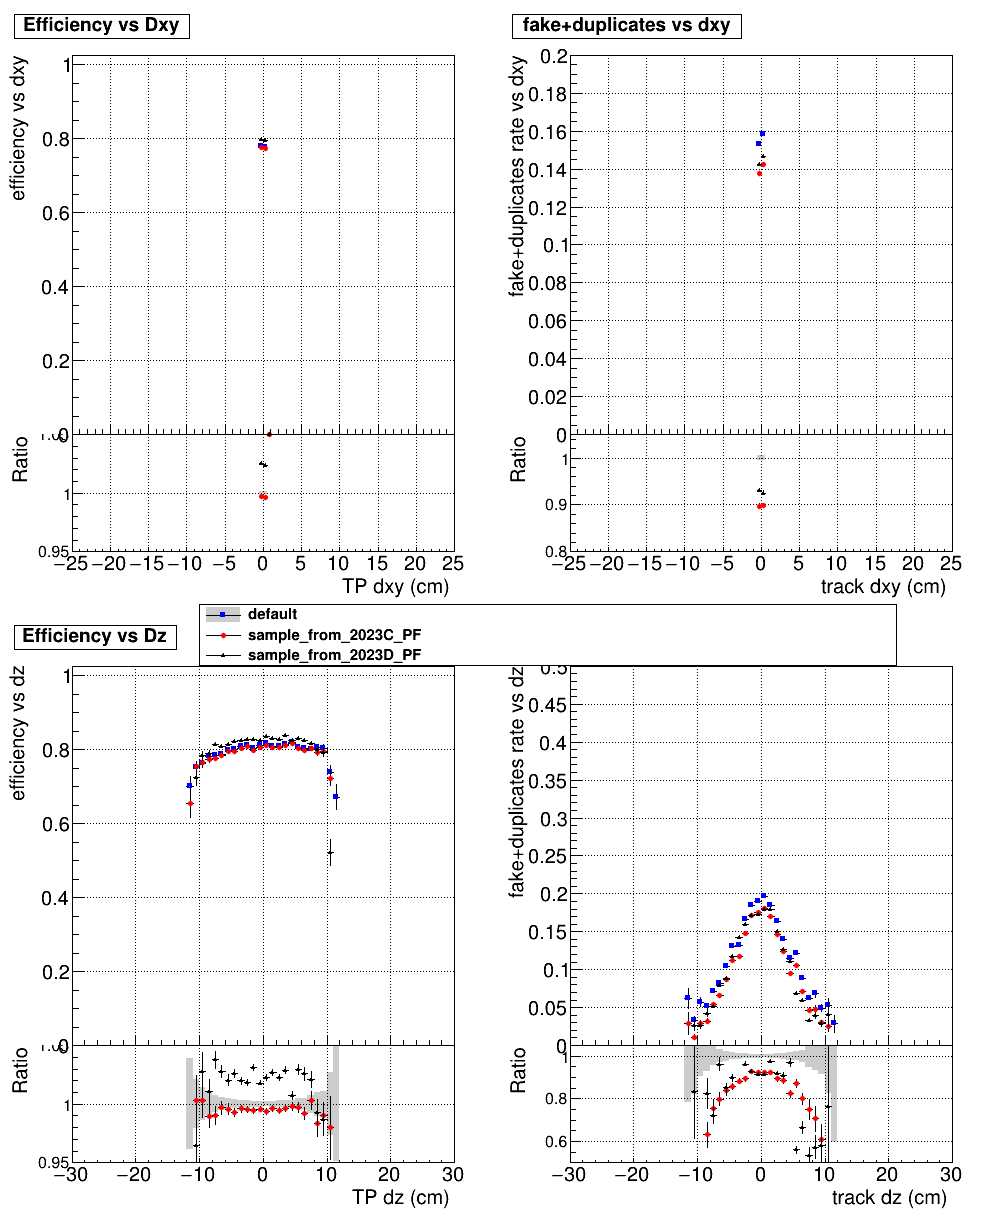 Efficiency vs Dxy
efficiency vs dxy
1
0.8
0.6
0.4
0.2
0
Ratio
1
0.95
−25 −20 −15 −10 −5 0 5 10 15 20 25
TP dxy (cm)
fake+duplicates vs dxy
fake+duplicates rate vs dxy
0.2
0.18
0.16
0.14
0.12
0.1
0.08
0.06
0.04
0.02
0
Ratio
1
0.9
0.8
−25 −20 −15 −10 −5 0 5 10 15 20 25
track dxy (cm)
default
sample_from_2023C_PF
sample_from_2023D_PF
Efficiency vs Dz
efficiency vs dz
1
0.8
0.6
0.4
0.2
0
Ratio
1
0.95
−30 −20 −10 0 10 20 30
TP dz (cm)
fake+duplicates rate vs dz
0.5
0.45
0.4
0.35
0.3
0.25
0.2
0.15
0.1
0.05
0
Ratio
1
0.8
0.6
−30 −20 −10 0 10 20 30
track dz (cm)